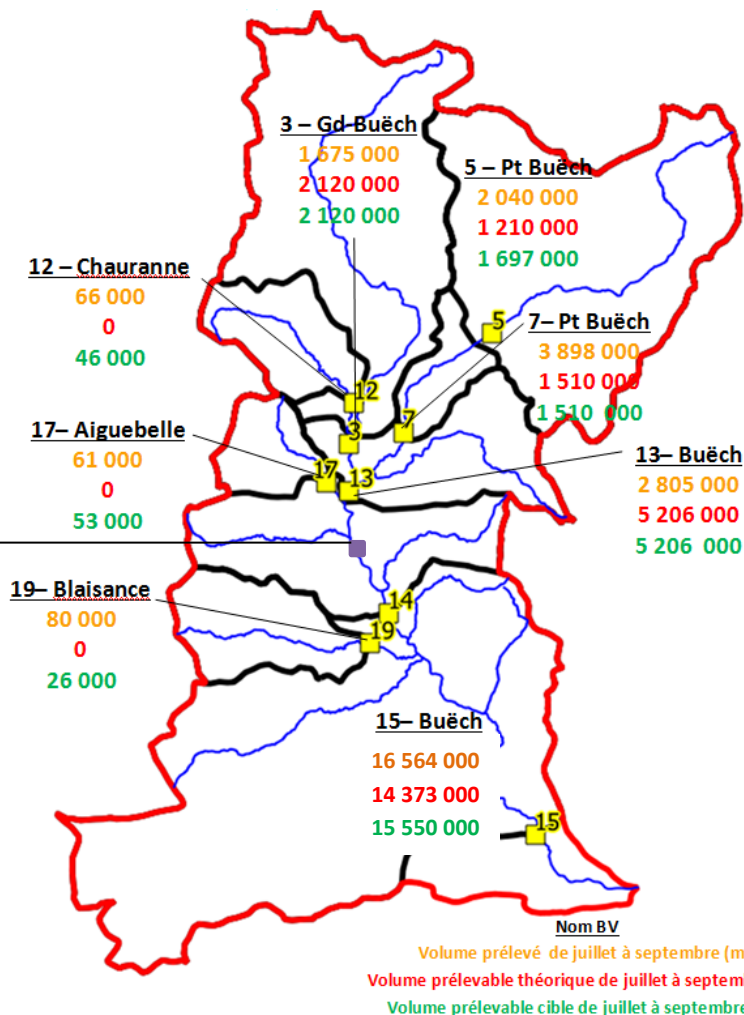 3 – Gd Buëch
1 675 000
2 120 000
2 120 000
5 – Pt Buëch
2 040 000
1 210 000
1 697 000
12 – Chauranne
66 000
0
46 000
5
7– Pt Buëch
3 898 000
1 510 000
1 510 000
12
7
3
17– Aiguebelle
61 000
0
53 000
17
13
13– Buëch
2 805 000
5 206 000
5 206 000
19– Blaisance
80 000
0
26 000
14
19
15– Buëch
16 564 000
14 373 000
15 550 000
15
Nom BV
Volume prélevé de juillet à septembre (m
Volume prélevable théorique de juillet à septem
Volume prélevable cible de juillet à septembre